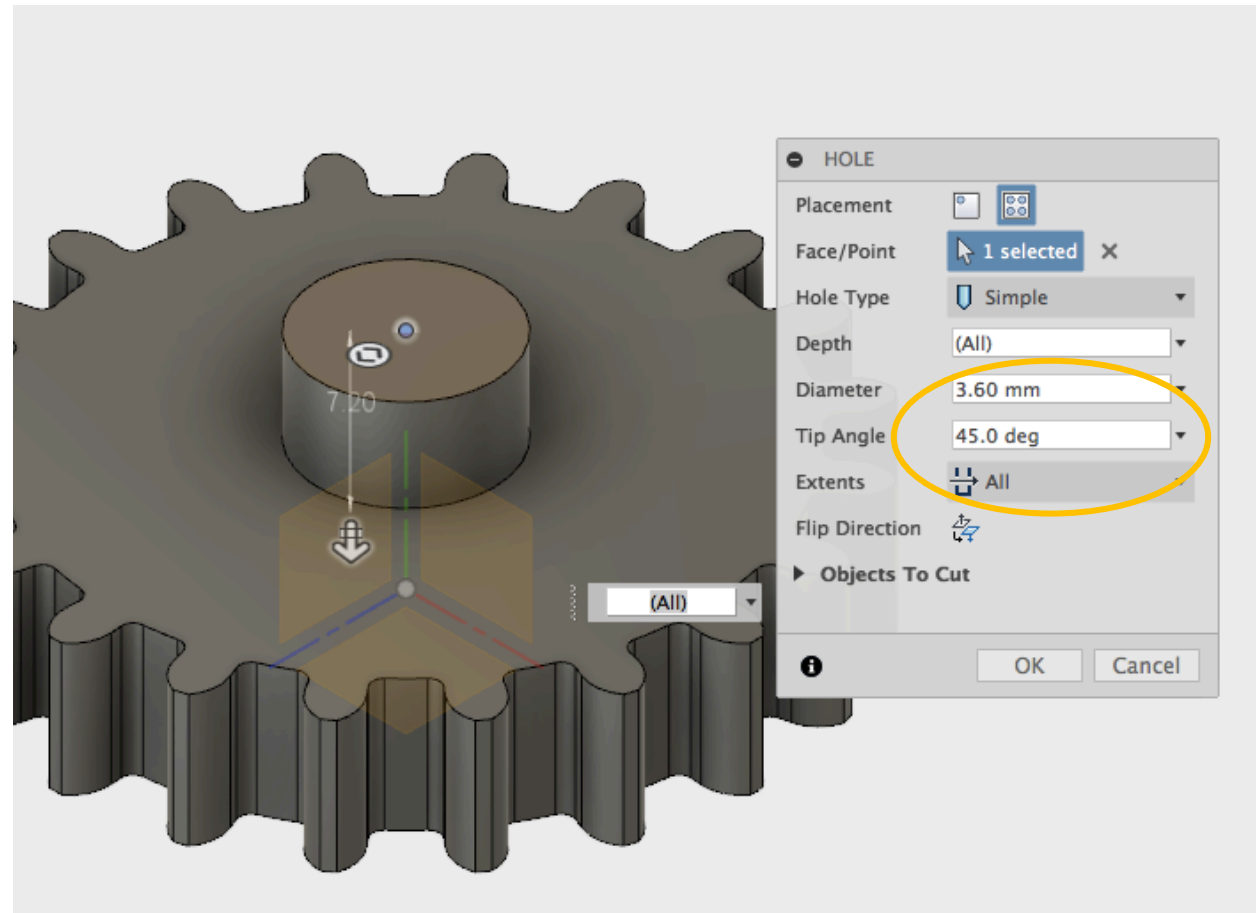 HOLE
Placement
Face/Point 1 selected
Hole Type Simple
Depth (All)
Diameter 3.60 mm
Tip Angle 45.0 deg
Extents All
Flip Direction
Objects To Cut
OK Cancel
7.20
(All)